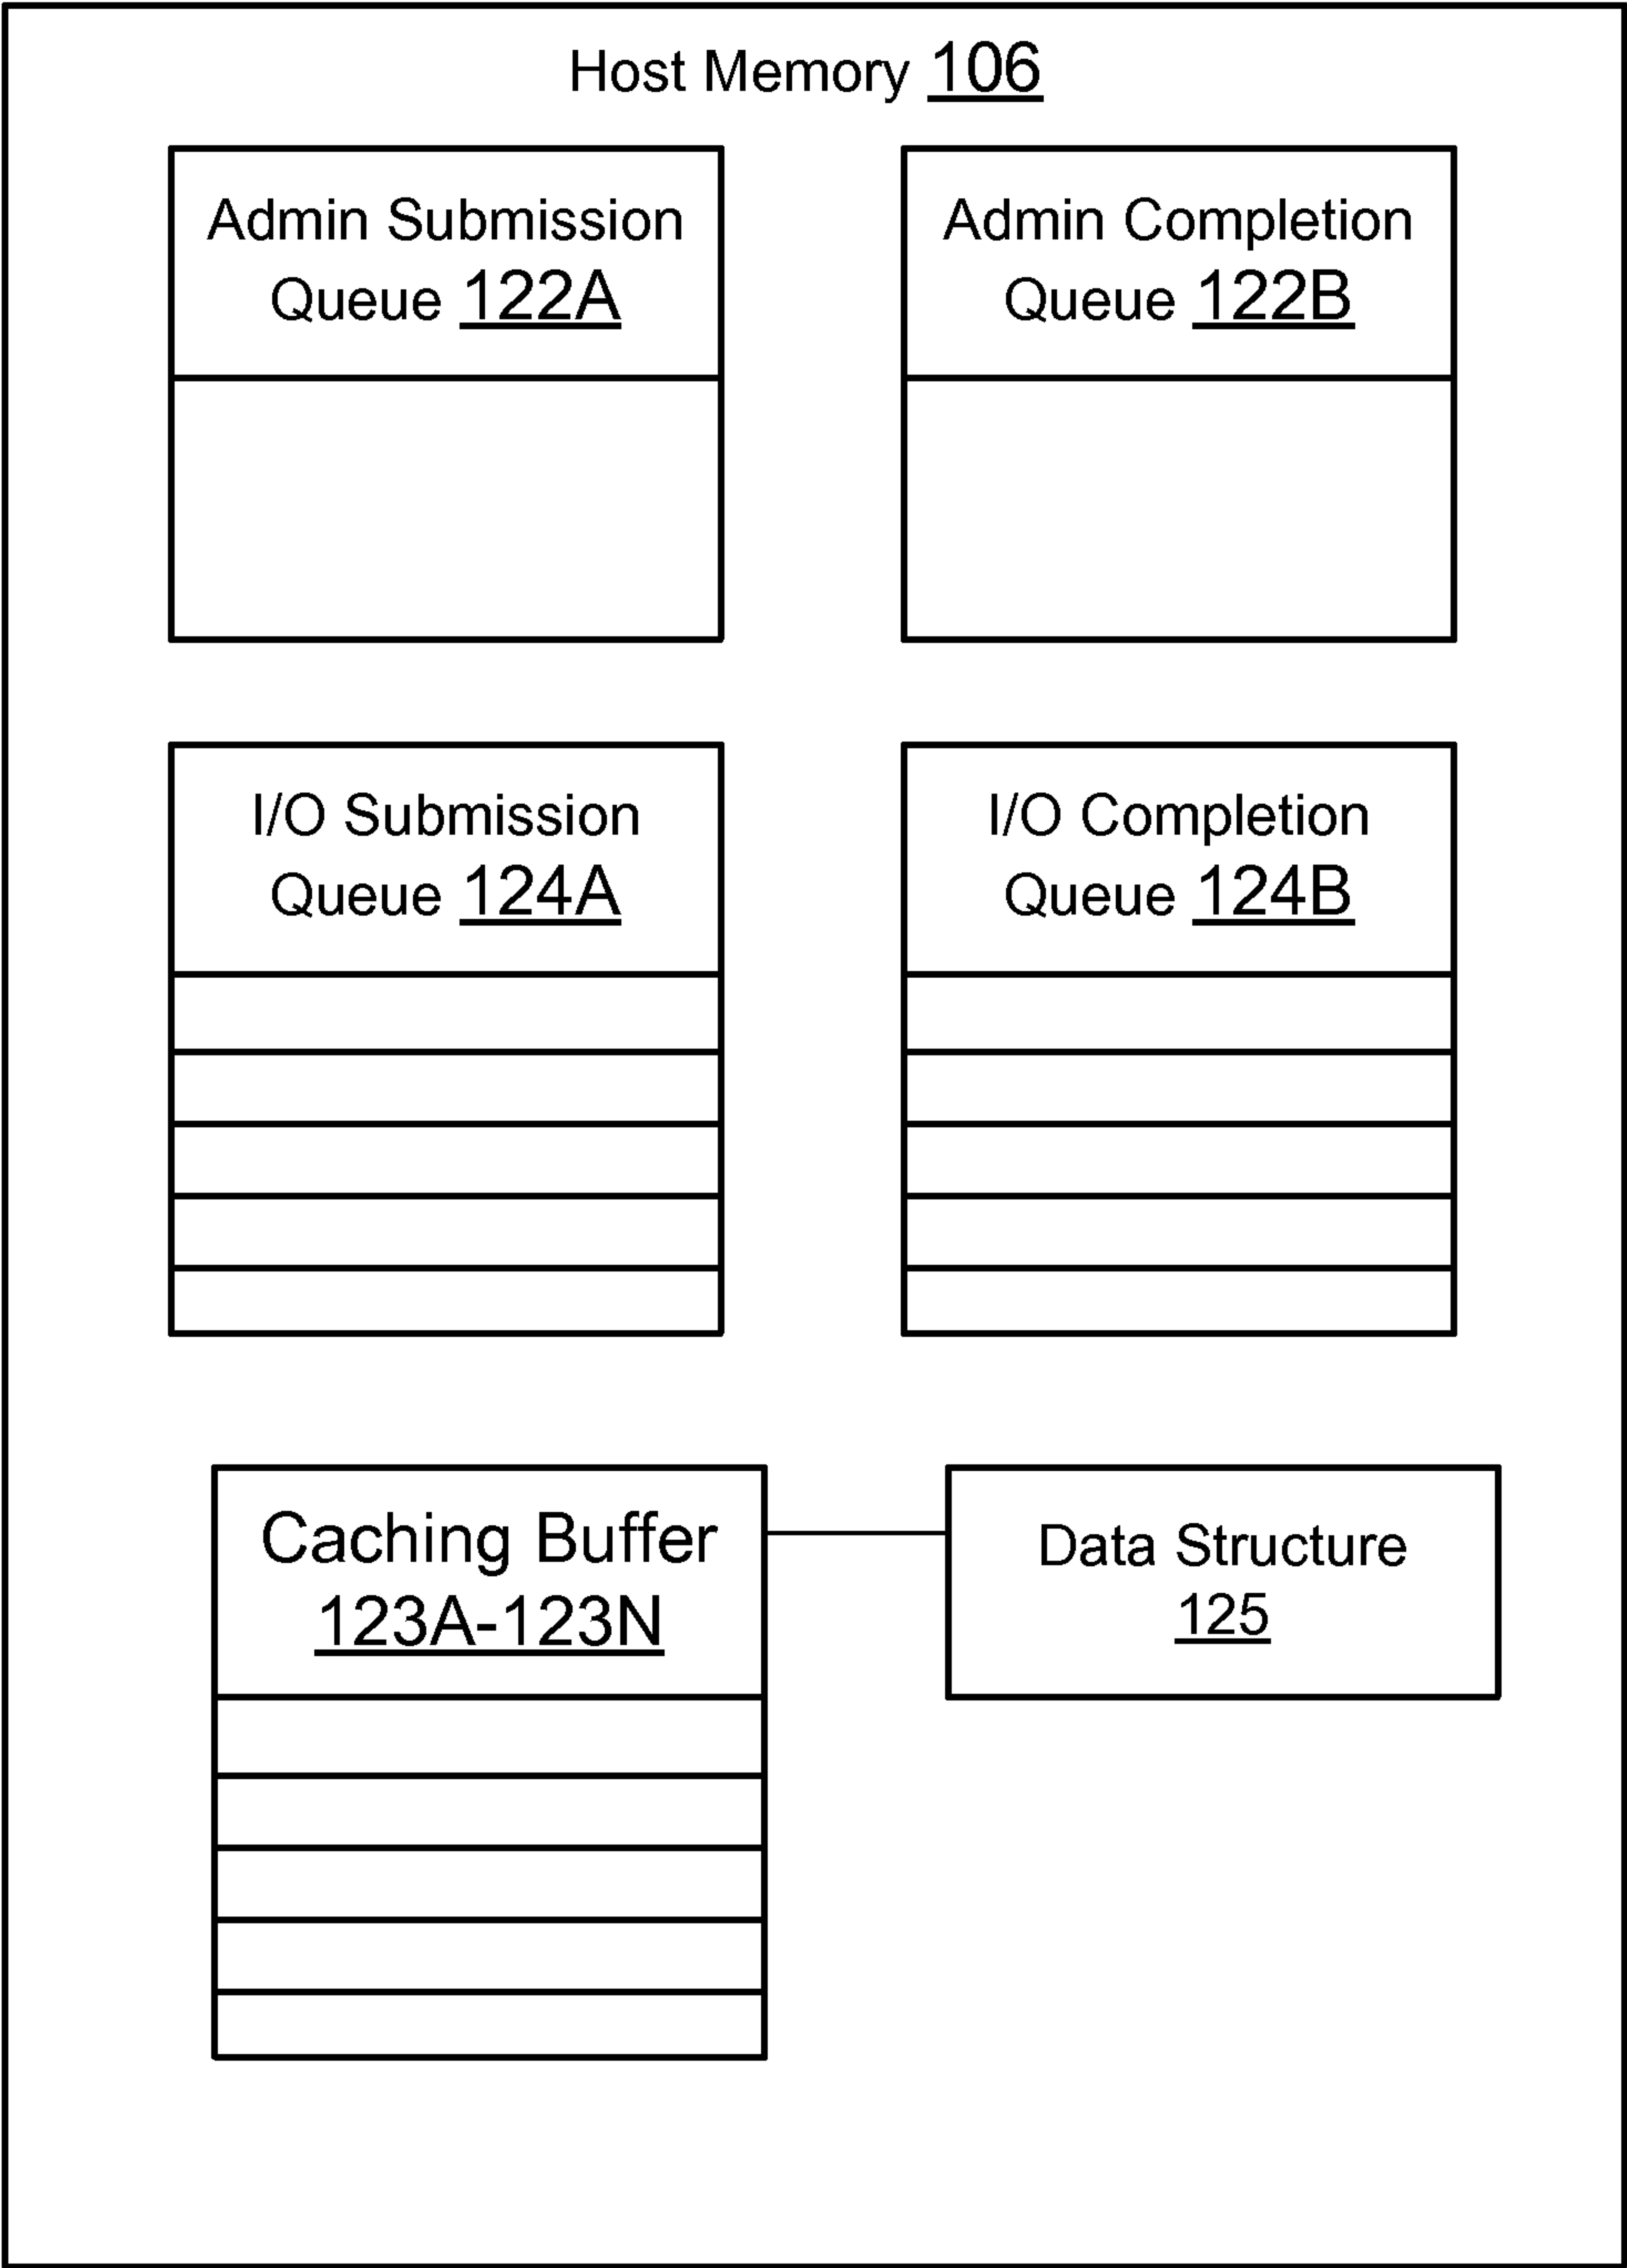 Host Memory 106
Admin Submission
Queue 122A
Admin Completion
Queue 122B
I/O Submission
Queue 124A
I/O Completion
Queue 124B
Caching Buffer
123A-123N
Data Structure
125